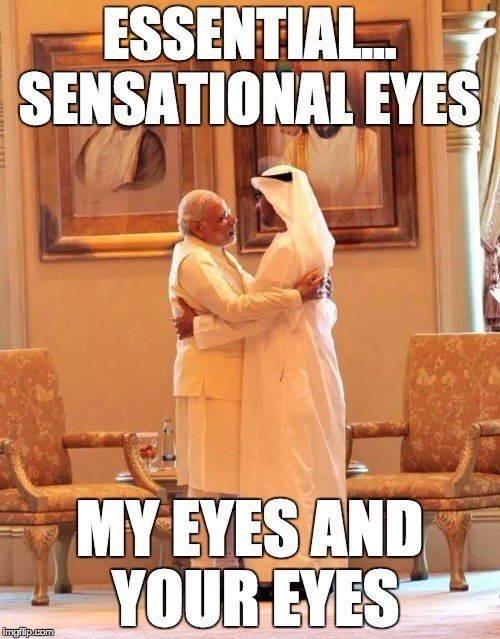 ESSENTIAL...
SENSATIONAL EYES
MY EYES AND
YOUR EYES
imgflip.com